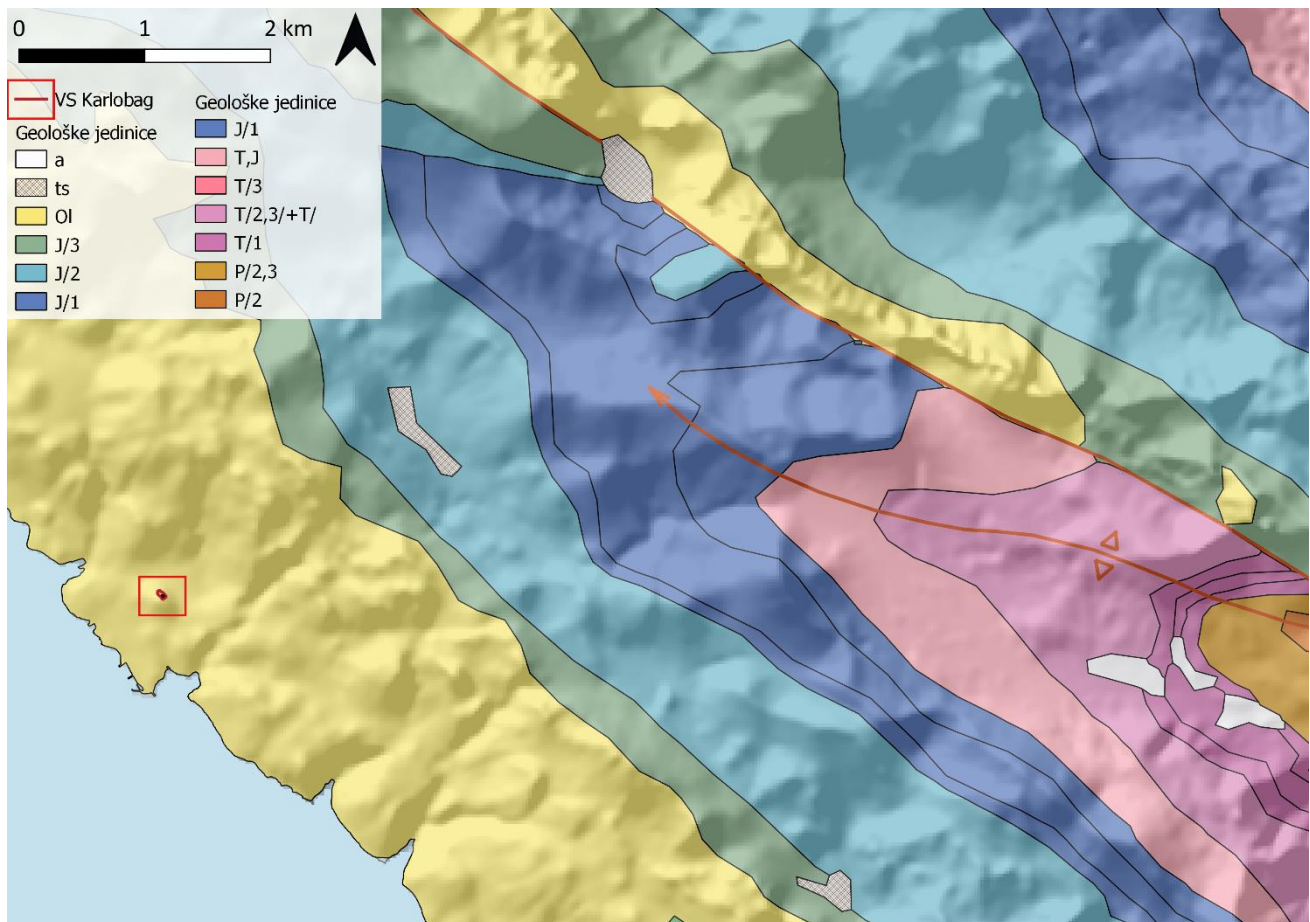 0 1 2 km
VS Karlobag
Geološke jedinice
a
ts
Ol
J/3
J/2
J/1
Geološke jedinice
J/1
T,J
T/3
T/2,3/+T/
T/1
P/2,3
P/2